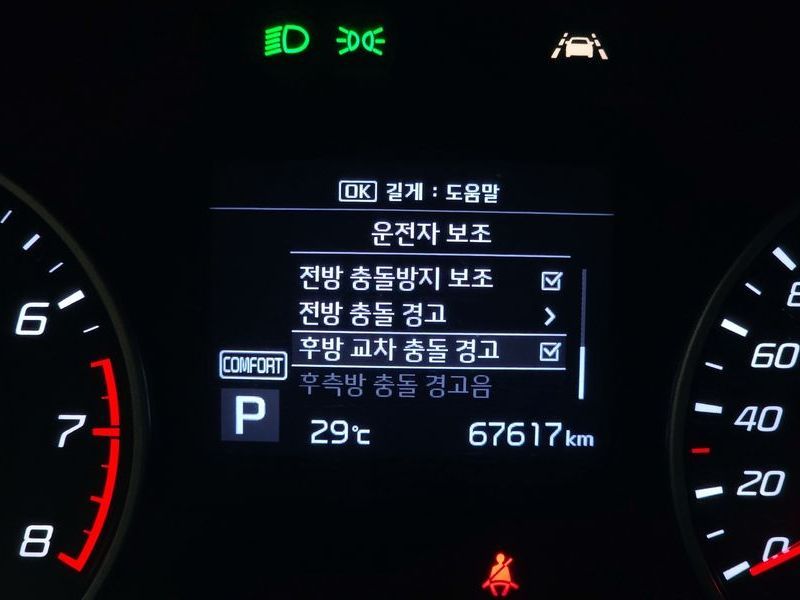 OK 길게 : 도움말
운전자 보조
전방 충돌방지 보조
전방 충돌 경고
후방 교차 충돌 경고
후측방 충돌 경고음
COMFORT
P
29℃ 67617km
6
7
8
8
60
40
20
0